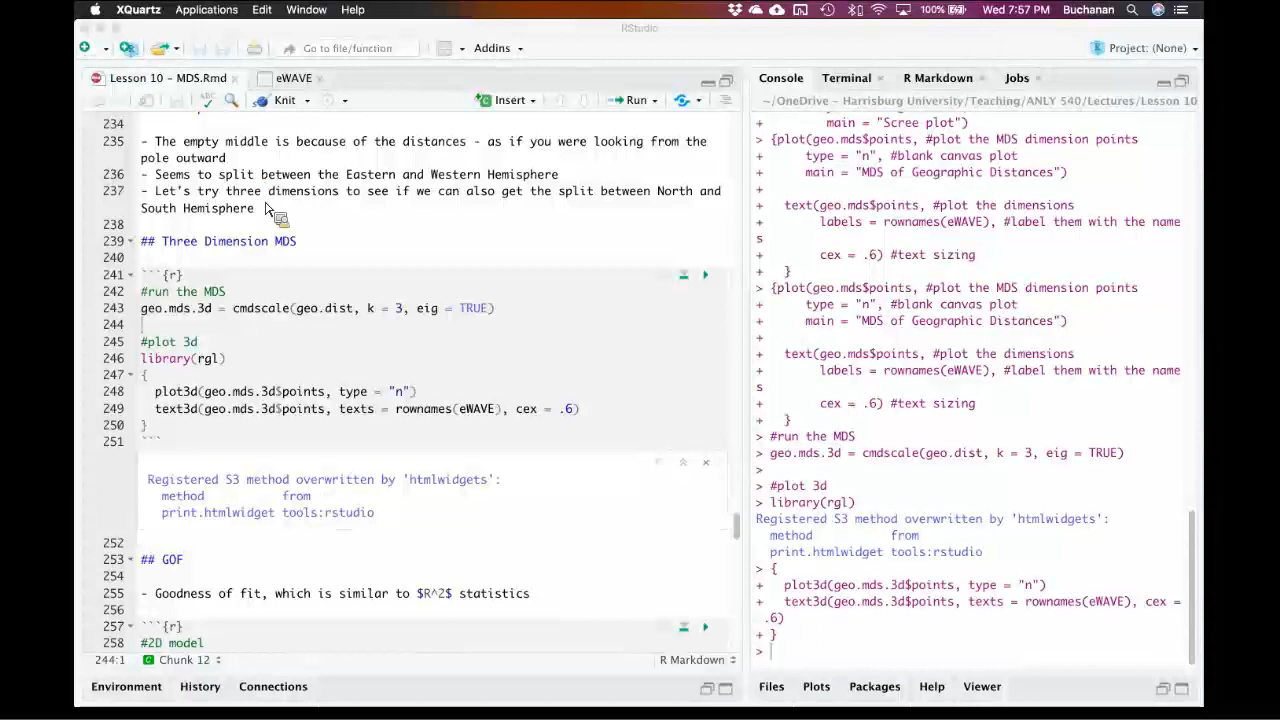 XQuartz Applications Edit Window Help 100% Wed 7:57 PM Buchanan
RStudio
Go to file/function Addins Project: (None)
Lesson 10 - MDS.Rmd eWAVE
Knit Insert Run
234
235 - The empty middle is because of the distances - as if you were looking from the
pole outward
236 - Seems to split between the Eastern and Western Hemisphere
237 - Let's try three dimensions to see if we can also get the split between North and
South Hemisphere
238
239 ## Three Dimension MDS
240
241 ```{r}
242 #run the MDS
243 geo.mds.3d = cmdscale(geo.dist, k = 3, eig = TRUE)
244
245 #plot 3d
246 library(rgl)
247 {
248 plot3d(geo.mds.3d$points, type = "n")
249 text3d(geo.mds.3d$points, texts = rownames(eWAVE), cex = .6)
250 }
251 ```
Registered S3 method overwritten by 'htmlwidgets':
method from
print.htmlwidget tools:rstudio
252
253 ## GOF
254
255 - Goodness of fit, which is similar to $R^2$ statistics
256
257 ```{r}
258 #2D model
244:1 Chunk 12 R Markdown
Environment History Connections
Console Terminal R Markdown Jobs
~/OneDrive - Harrisburg University/Teaching/ANLY 540/Lectures/Lesson 10
+ main = "Scree plot")
> {plot(geo.mds$points, #plot the MDS dimension points
+ type = "n", #blank canvas plot
+ main = "MDS of Geographic Distances")
+
+ text(geo.mds$points, #plot the dimensions
+ labels = rownames(eWAVE), #label them with the name
s
+ cex = .6) #text sizing
+ }
> {plot(geo.mds$points, #plot the MDS dimension points
+ type = "n", #blank canvas plot
+ main = "MDS of Geographic Distances")
+
+ text(geo.mds$points, #plot the dimensions
+ labels = rownames(eWAVE), #label them with the name
s
+ cex = .6) #text sizing
+ }
> #run the MDS
> geo.mds.3d = cmdscale(geo.dist, k = 3, eig = TRUE)
>
> #plot 3d
> library(rgl)
Registered S3 method overwritten by 'htmlwidgets':
method from
print.htmlwidget tools:rstudio
> {
+ plot3d(geo.mds.3d$points, type = "n")
+ text3d(geo.mds.3d$points, texts = rownames(eWAVE), cex =
.6)
+ }
>
Files Plots Packages Help Viewer